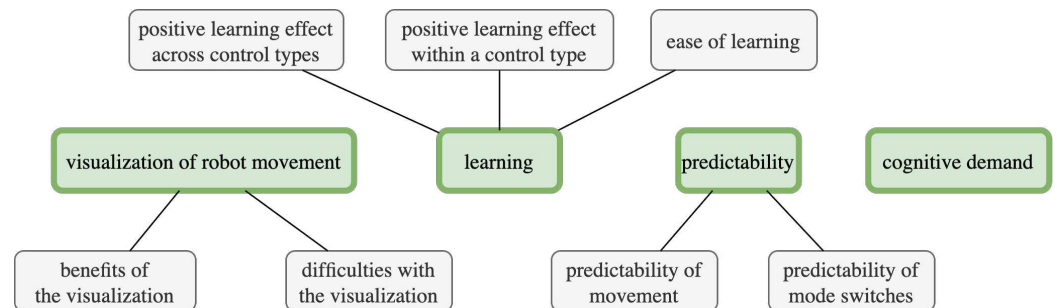 positive learning effect
across control types
positive learning effect
within a control type
ease of learning
visualization of robot movement
learning
predictability
cognitive demand
benefits of
the visualization
difficulties with
the visualization
predictability of
movement
predictability of
mode switches